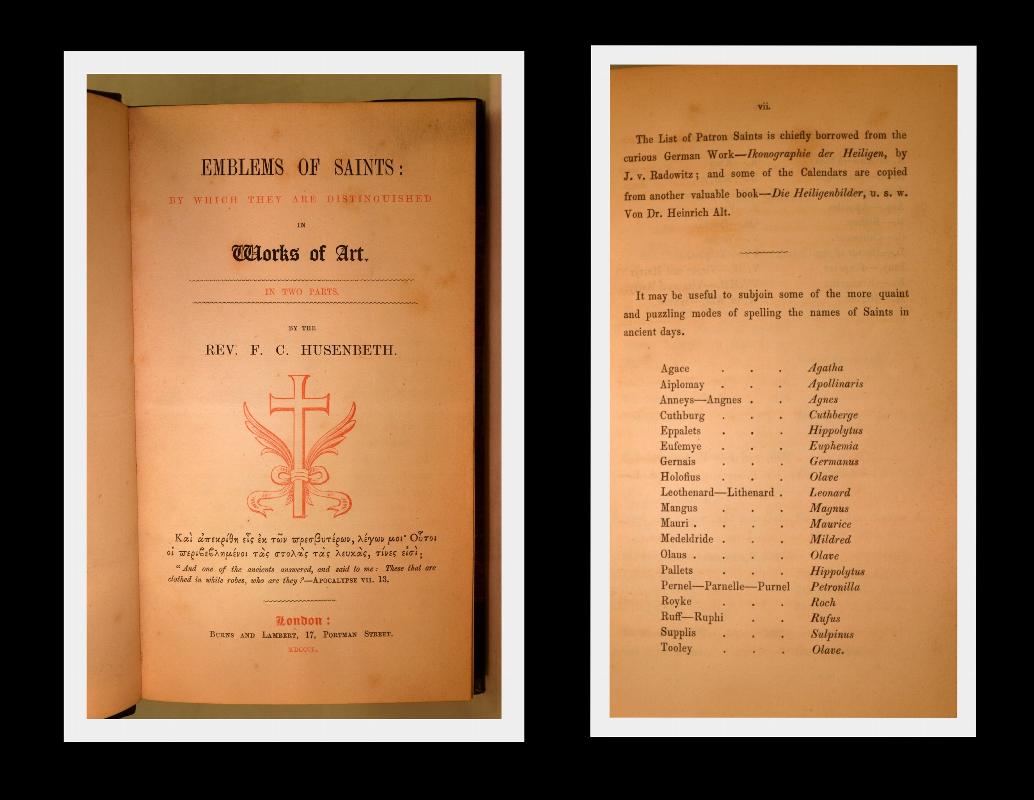 EMBLEMS OF SAINTS:
BY WHICH THEY ARE DISTINGUISHED
IN
Works of Art.
IN TWO PARTS.
BY THE
REV. F. C. HUSENBETH.
Καὶ ἀπεκρίθη εἷς ἐκ τῶν πρεσβυτέρων, λέγων μοι· Οὗτοι
οἱ περιβεβλημένοι τὰς στολὰς τὰς λευκὰς, τίνες εἰσὶ;
"And one of the ancients answered, and said to me: These that are
clothed in white robes, who are they?—APOCALYPSE VII. 13.
London:
BURNS AND LAMBERT, 17, PORTMAN STREET.
MDCCCL.
vii.
The List of Patron Saints is chiefly borrowed from the
curious German Work—Ikonographie der Heiligen, by
J. v. Radowitz; and some of the Calendars are copied
from another valuable book—Die Heiligenbilder, u. s. w.
Von Dr. Heinrich Alt.
It may be useful to subjoin some of the more quaint
and puzzling modes of spelling the names of Saints in
ancient days.
Agace . . . Agatha
Aiplomay . . . Apollinaris
Anneys—Angnes . . Agnes
Cuthburg . . . Cuthberge
Eppalets . . . Hippolytus
Eufemye . . . Euphemia
Gernais . . . Germanus
Holofius . . . Olave
Leothenard—Lithenard . Leonard
Mangus . . . Magnus
Mauri . . . Maurice
Medeldride . . . Mildred
Olaus . . . Olave
Pallets . . . Hippolytus
Pernel—Parnelle—Purnel Petronilla
Royke . . . Roch
Ruff—Ruphi . . Rufus
Supplis . . . Sulpinus
Tooley . . . Olave.